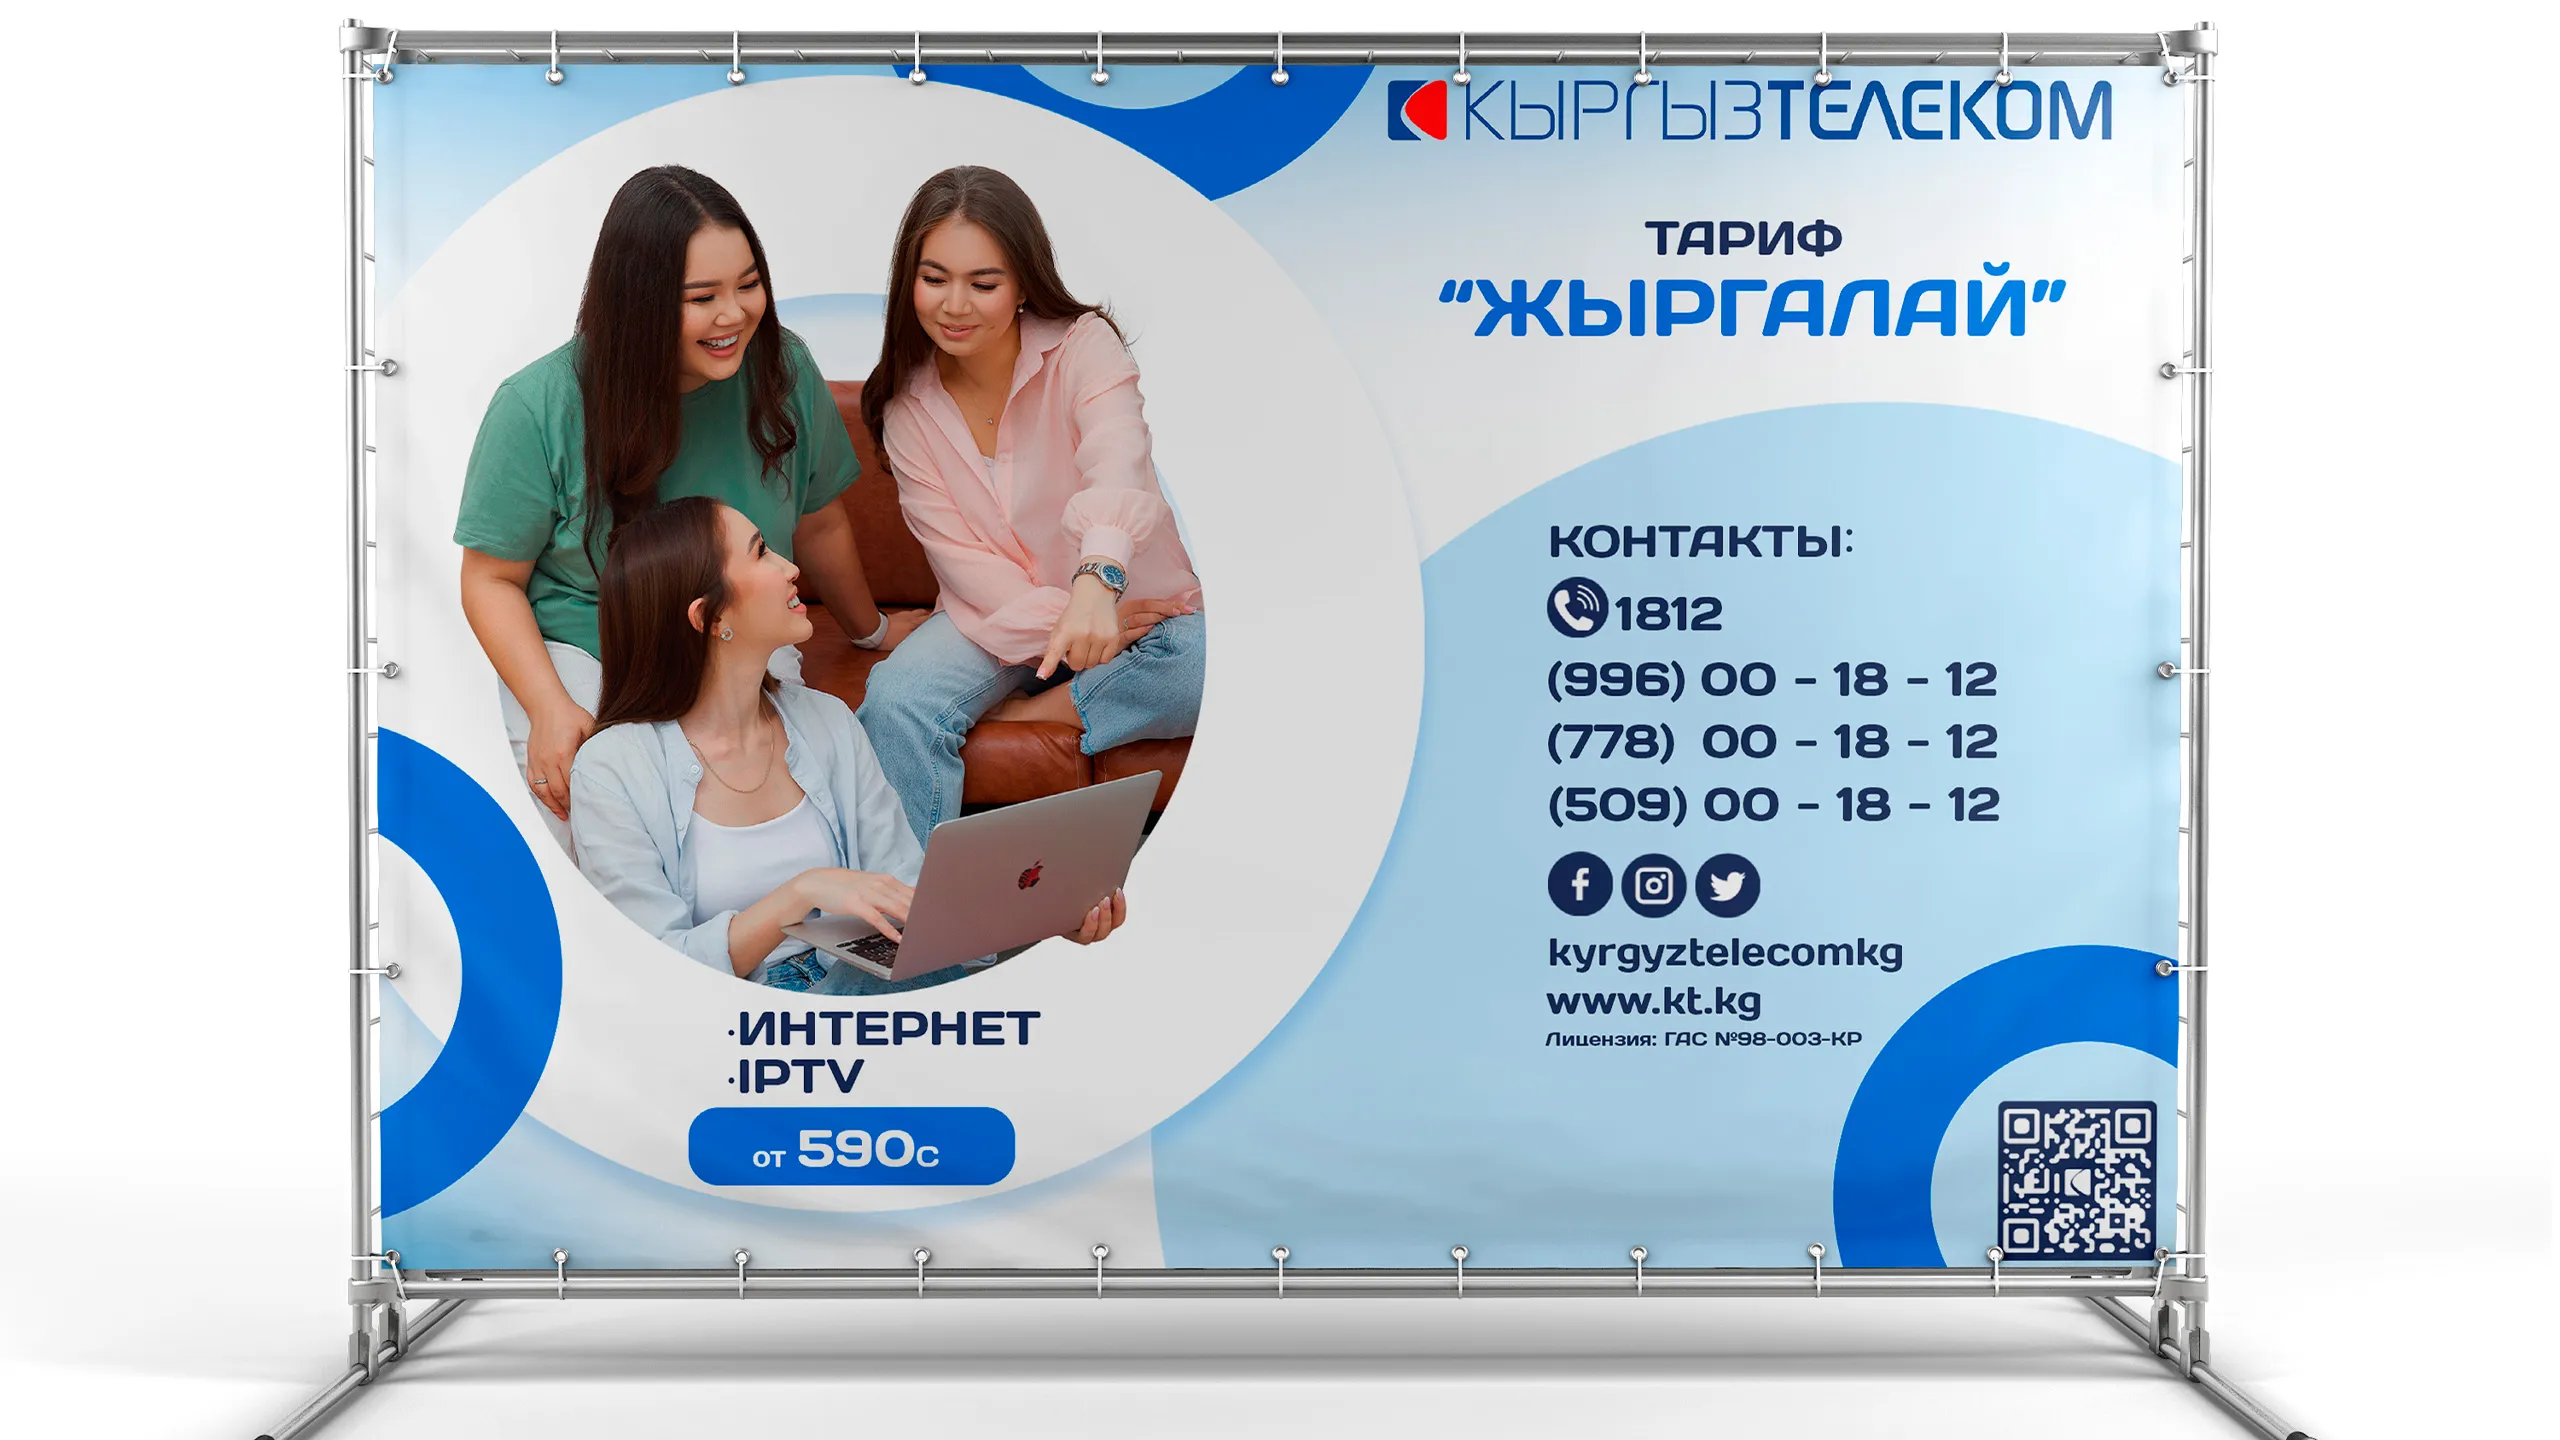 КЫРГЫЗТЕЛЕКОМ
ТАРИФ
“ЖЫРГАЛАЙ”
КОНТАКТЫ:
1812
(996) 00 - 18 - 12
(778) 00 - 18 - 12
(509) 00 - 18 - 12
kyrgyztelecomkg
www.kt.kg
Лицензия: ГАС №98-003-КР
·ИНТЕРНЕТ
·IPTV
от 590с